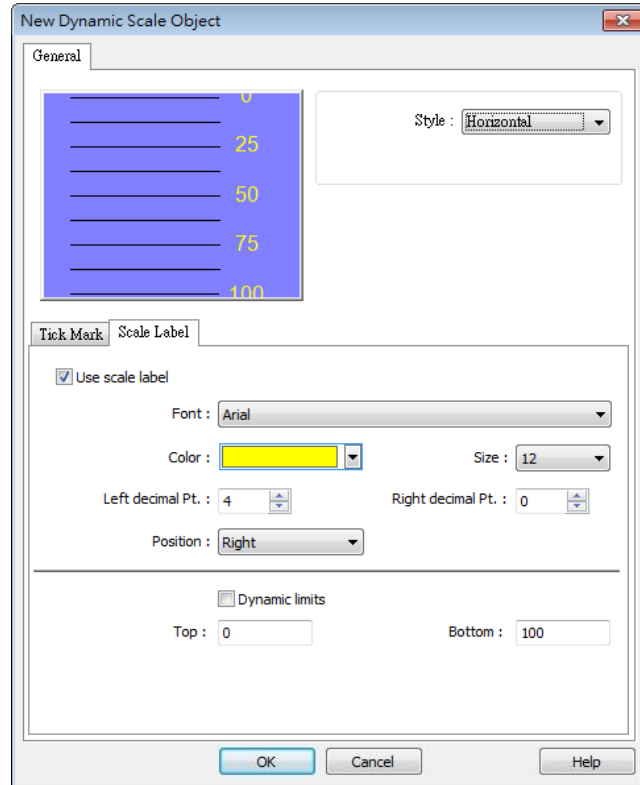 New Dynamic Scale Object
General
0
25
50
75
100
Style : Horizontal
Tick Mark Scale Label
Use scale label
Font : Arial
Color : Size : 12
Left decimal Pt. : 4 Right decimal Pt. : 0
Position : Right
Dynamic limits
Top : 0 Bottom : 100
OK Cancel Help